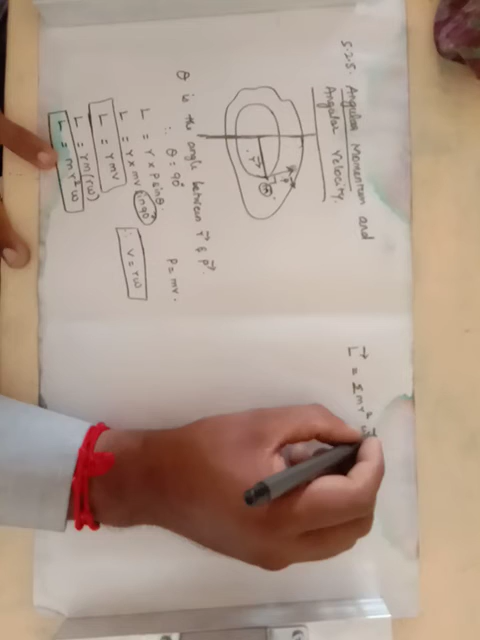 5.2.5. Angular Momentum and
Angular Velocity.
r⃗
θ is the angle between r⃗ & p⃗.
∴ θ = 90°
L = r × p sinθ.
P = mv.
L = r × mv sin90°
L = rmv
∴ v = rω
L = rm(rω)
L = mr²ω
L⃗ = Σmr²ω⃗